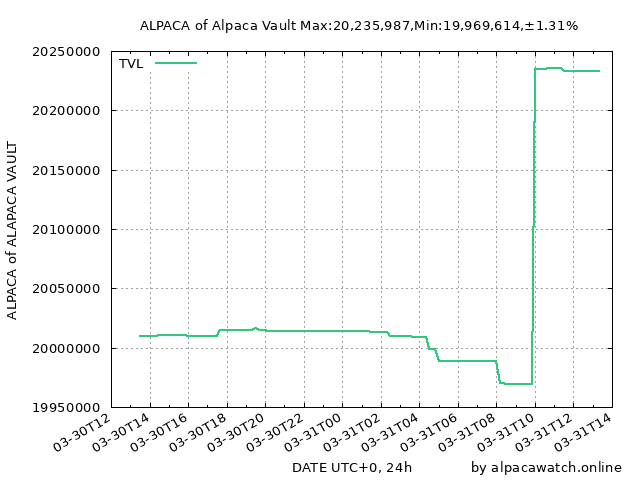 ALPACA of Alpaca Vault Max:20,235,987,Min:19,969,614,±1.31%
TVL
20250000
20200000
20150000
20100000
20050000
20000000
19950000
ALPACA of ALAPACA VAULT
03-30T12
03-30T14
03-30T16
03-30T18
03-30T20
03-30T22
03-31T00
03-31T02
03-31T04
03-31T06
03-31T08
03-31T10
03-31T12
03-31T14
DATE UTC+0, 24h
by alpacawatch.online